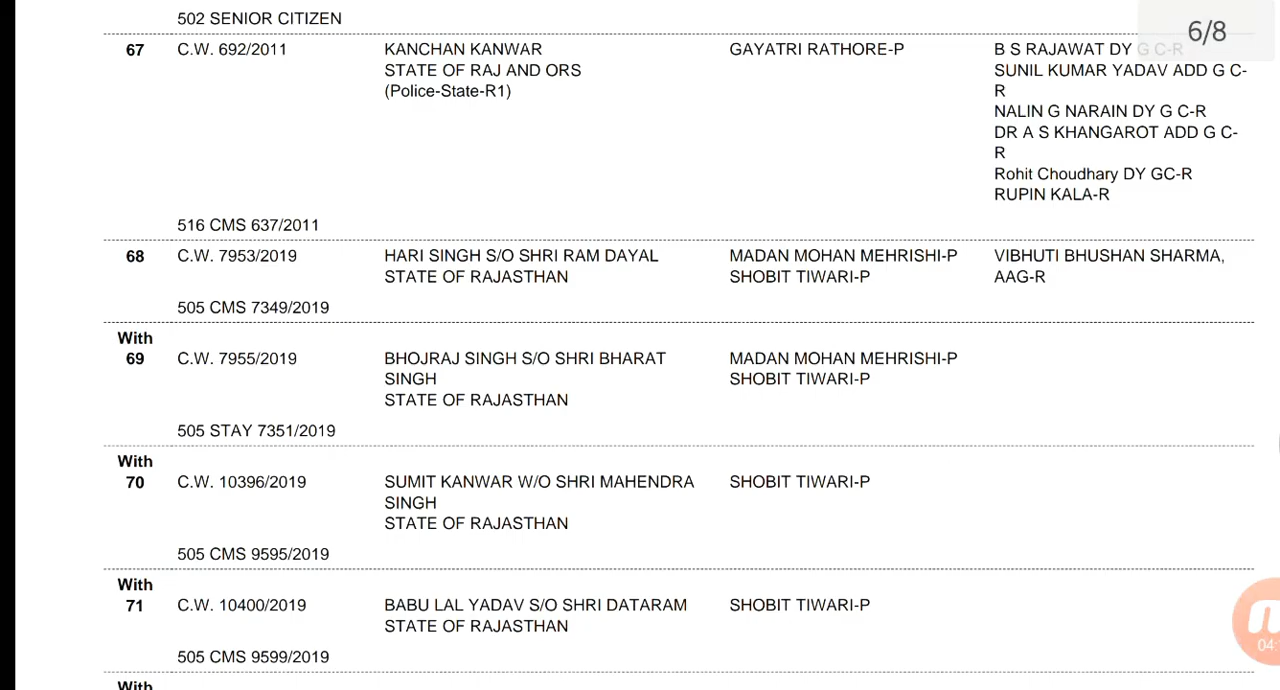 502 SENIOR CITIZEN
6/8
67 C.W. 692/2011 KANCHAN KANWAR GAYATRI RATHORE-P B S RAJAWAT DY G C-R
STATE OF RAJ AND ORS SUNIL KUMAR YADAV ADD G C-
(Police-State-R1) R
NALIN G NARAIN DY G C-R
DR A S KHANGAROT ADD G C-
R
Rohit Choudhary DY GC-R
RUPIN KALA-R
516 CMS 637/2011
68 C.W. 7953/2019 HARI SINGH S/O SHRI RAM DAYAL MADAN MOHAN MEHRISHI-P VIBHUTI BHUSHAN SHARMA,
STATE OF RAJASTHAN SHOBIT TIWARI-P AAG-R
505 CMS 7349/2019
With
69 C.W. 7955/2019 BHOJRAJ SINGH S/O SHRI BHARAT MADAN MOHAN MEHRISHI-P
SINGH SHOBIT TIWARI-P
STATE OF RAJASTHAN
505 STAY 7351/2019
With
70 C.W. 10396/2019 SUMIT KANWAR W/O SHRI MAHENDRA SHOBIT TIWARI-P
SINGH
STATE OF RAJASTHAN
505 CMS 9595/2019
With
71 C.W. 10400/2019 BABU LAL YADAV S/O SHRI DATARAM SHOBIT TIWARI-P
STATE OF RAJASTHAN
505 CMS 9599/2019
With